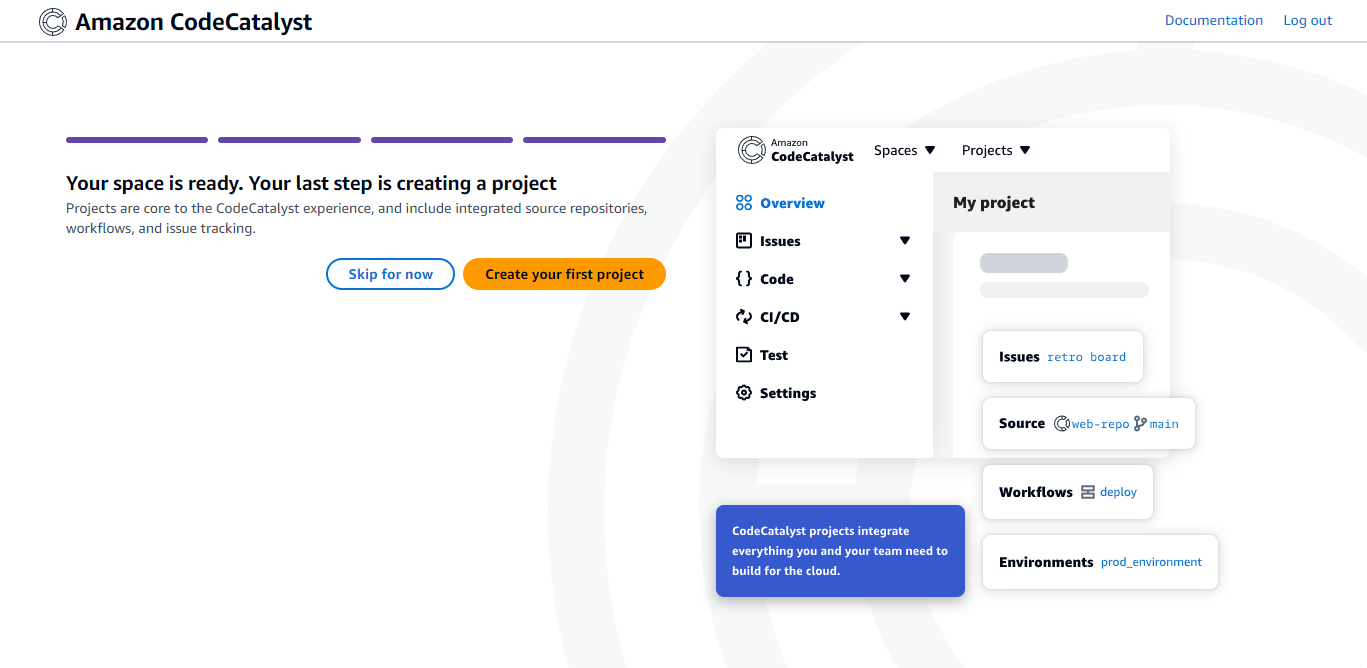 Amazon CodeCatalyst
Documentation Log out
Your space is ready. Your last step is creating a project
Projects are core to the CodeCatalyst experience, and include integrated source repositories,
workflows, and issue tracking.
Skip for now Create your first project
Amazon
CodeCatalyst
Spaces Projects
Overview
Issues
Code
CI/CD
Test
Settings
My project
Issues retro board
Source web-repo main
Workflows deploy
Environments prod_environment
CodeCatalyst projects integrate
everything you and your team need to
build for the cloud.